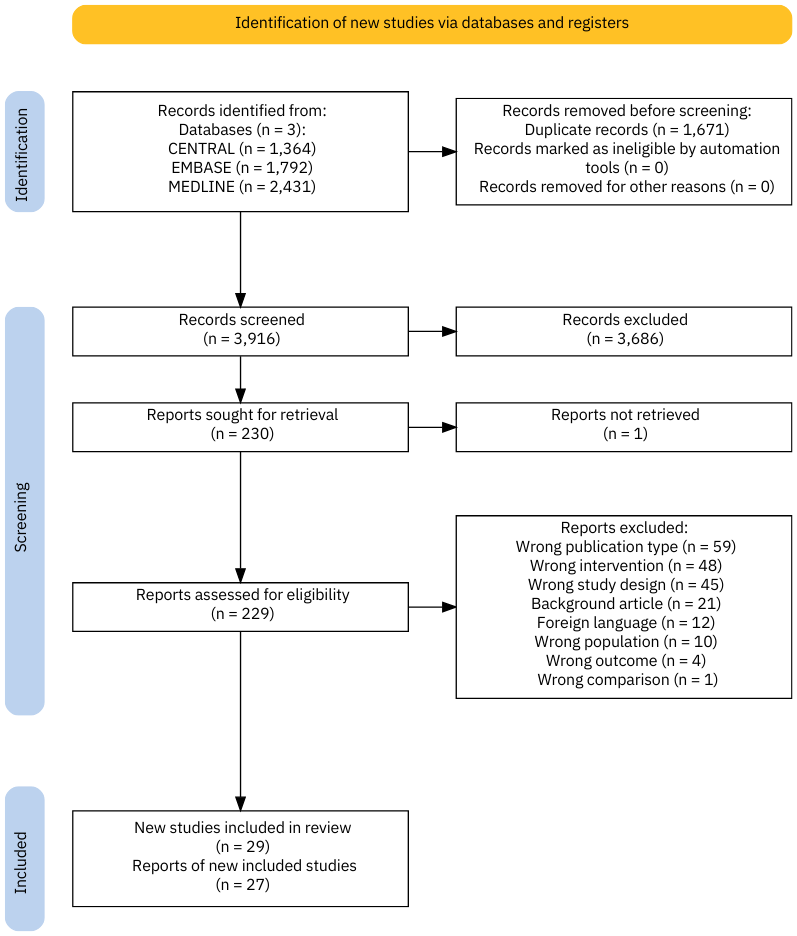 Identification of new studies via databases and registers
Identification
Records identified from:
Databases (n = 3):
CENTRAL (n = 1,364)
EMBASE (n = 1,792)
MEDLINE (n = 2,431)
Records removed before screening:
Duplicate records (n = 1,671)
Records marked as ineligible by automation
tools (n = 0)
Records removed for other reasons (n = 0)
Screening
Records screened
(n = 3,916)
Records excluded
(n = 3,686)
Reports sought for retrieval
(n = 230)
Reports not retrieved
(n = 1)
Reports assessed for eligibility
(n = 229)
Reports excluded:
Wrong publication type (n = 59)
Wrong intervention (n = 48)
Wrong study design (n = 45)
Background article (n = 21)
Foreign language (n = 12)
Wrong population (n = 10)
Wrong outcome (n = 4)
Wrong comparison (n = 1)
Included
New studies included in review
(n = 29)
Reports of new included studies
(n = 27)